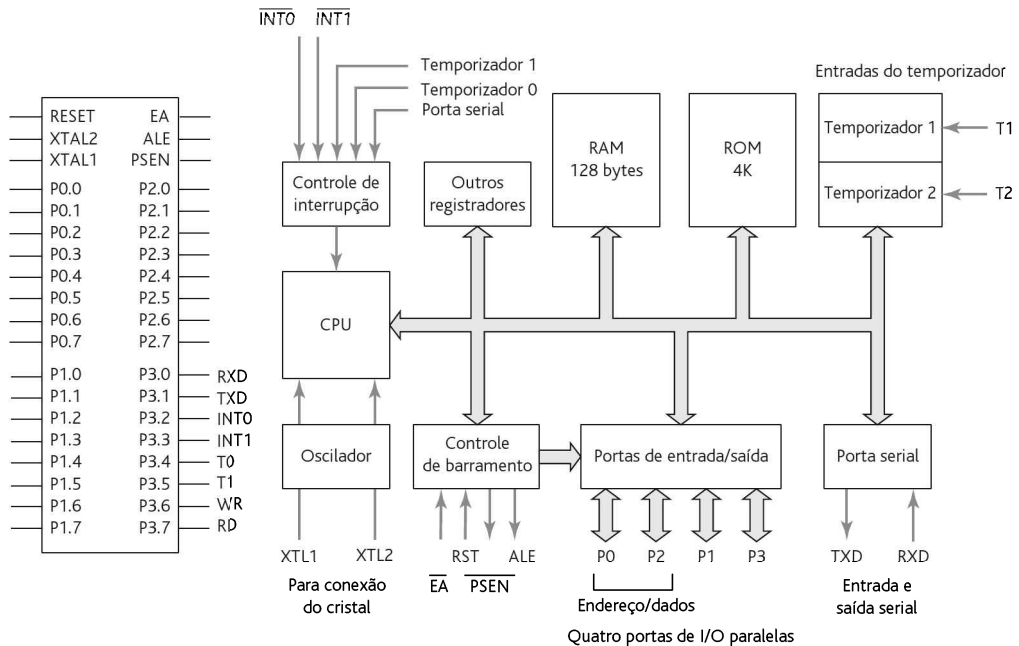 INT0 INT1
Temporizador 1
Temporizador 0
Porta serial
RESET EA
XTAL2 ALE
XTAL1 PSEN
P0.0 P2.0
P0.1 P2.1
P0.2 P2.2
P0.3 P2.3
P0.4 P2.4
P0.5 P2.5
P0.6 P2.6
P0.7 P2.7
P1.0 P3.0 RXD
P1.1 P3.1 TXD
P1.2 P3.2 INT0
P1.3 P3.3 INT1
P1.4 P3.4 T0
P1.5 P3.5 T1
P1.6 P3.6 WR
P1.7 P3.7 RD
Controle de
interrupção
Outros
registradores
RAM
128 bytes
ROM
4K
Entradas do temporizador
Temporizador 1 T1
Temporizador 2 T2
CPU
Oscilador
Controle
de barramento
Portas de entrada/saída
Porta serial
XTL1 XTL2
Para conexão
do cristal
EA RST PSEN ALE
P0 P2 P1 P3
Endereço/dados
Quatro portas de I/O paralelas
TXD RXD
Entrada e
saída serial